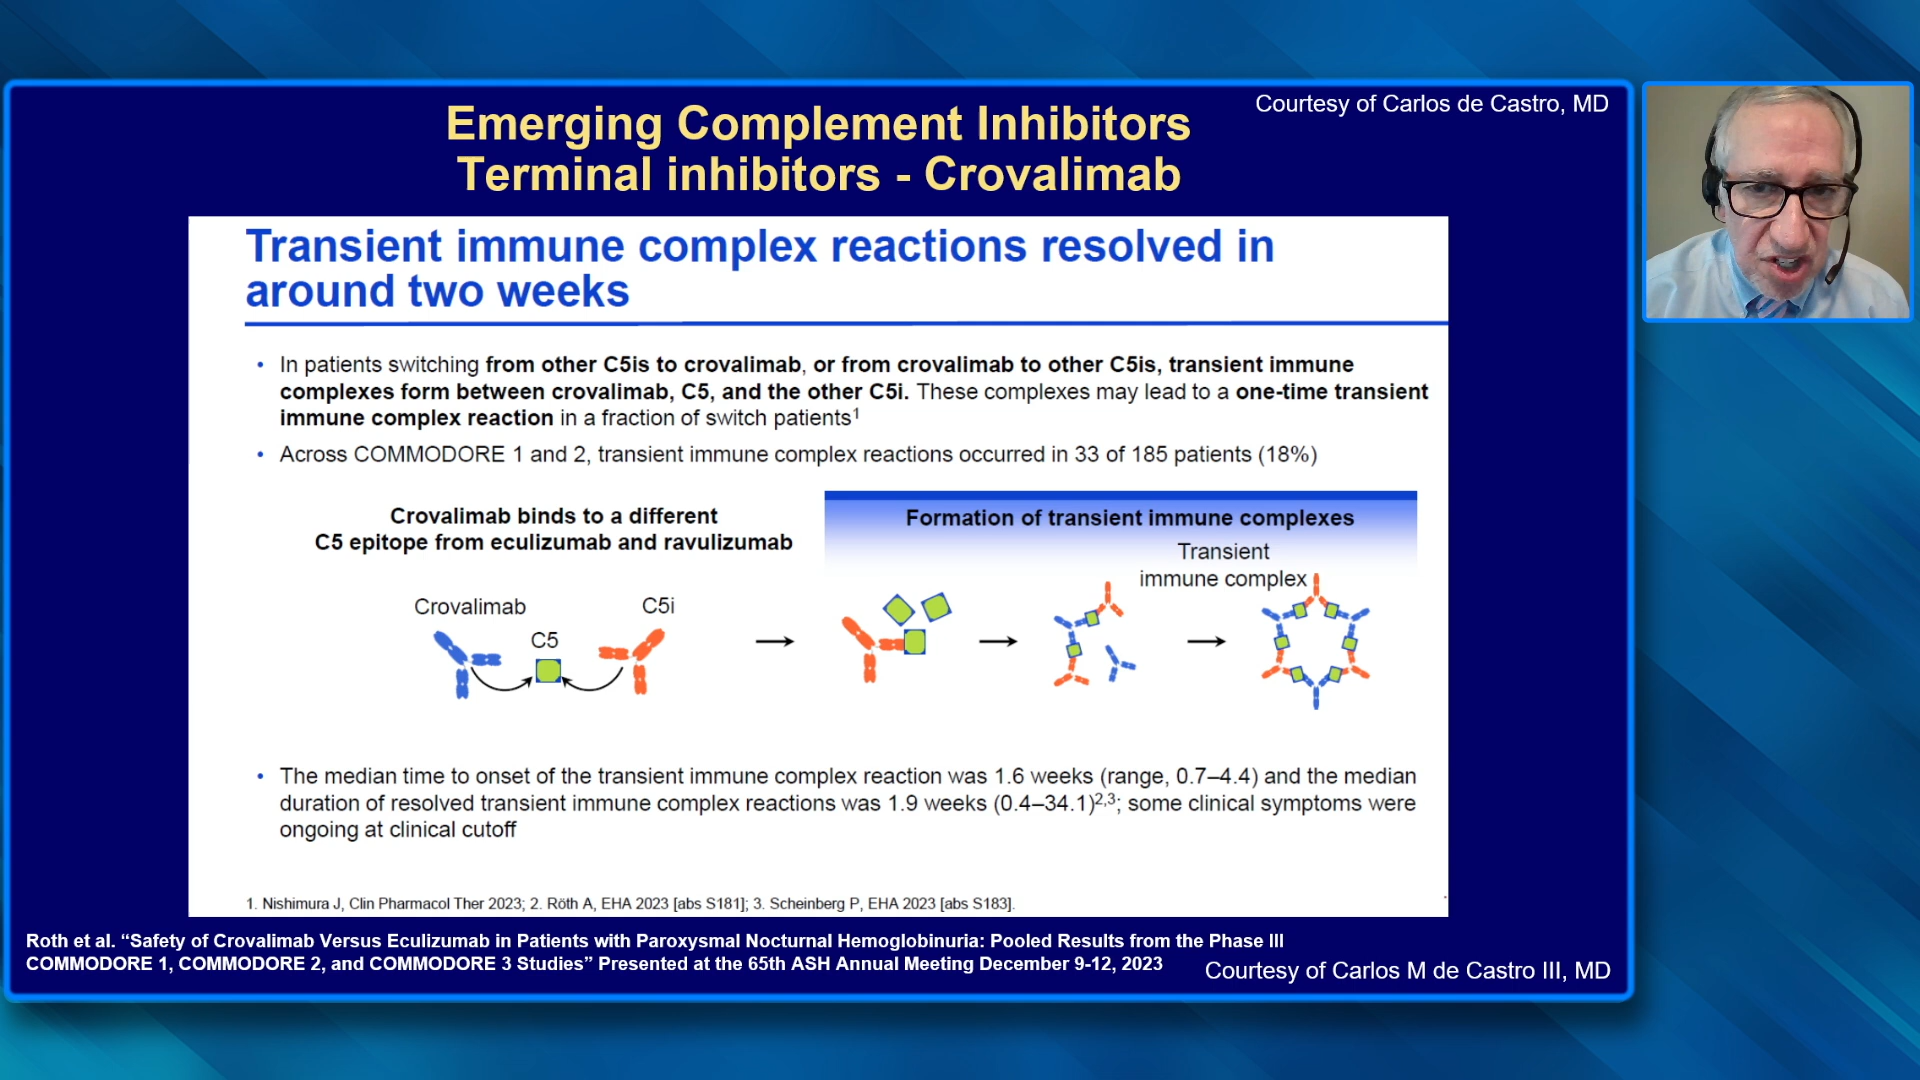 Courtesy of Carlos de Castro, MD
Emerging Complement Inhibitors
Terminal inhibitors - Crovalimab
Transient immune complex reactions resolved in
around two weeks
• In patients switching from other C5is to crovalimab, or from crovalimab to other C5is, transient immune
complexes form between crovalimab, C5, and the other C5i. These complexes may lead to a one-time transient
immune complex reaction in a fraction of switch patients¹
• Across COMMODORE 1 and 2, transient immune complex reactions occurred in 33 of 185 patients (18%)
Crovalimab binds to a different
C5 epitope from eculizumab and ravulizumab
Crovalimab
C5
C5i
Formation of transient immune complexes
Transient
immune complex
• The median time to onset of the transient immune complex reaction was 1.6 weeks (range, 0.7–4.4) and the median
duration of resolved transient immune complex reactions was 1.9 weeks (0.4–34.1)²,³; some clinical symptoms were
ongoing at clinical cutoff
1. Nishimura J, Clin Pharmacol Ther 2023; 2. Röth A, EHA 2023 [abs S181]; 3. Scheinberg P, EHA 2023 [abs S183].
Roth et al. “Safety of Crovalimab Versus Eculizumab in Patients with Paroxysmal Nocturnal Hemoglobinuria: Pooled Results from the Phase III
COMMODORE 1, COMMODORE 2, and COMMODORE 3 Studies” Presented at the 65th ASH Annual Meeting December 9-12, 2023
Courtesy of Carlos M de Castro III, MD